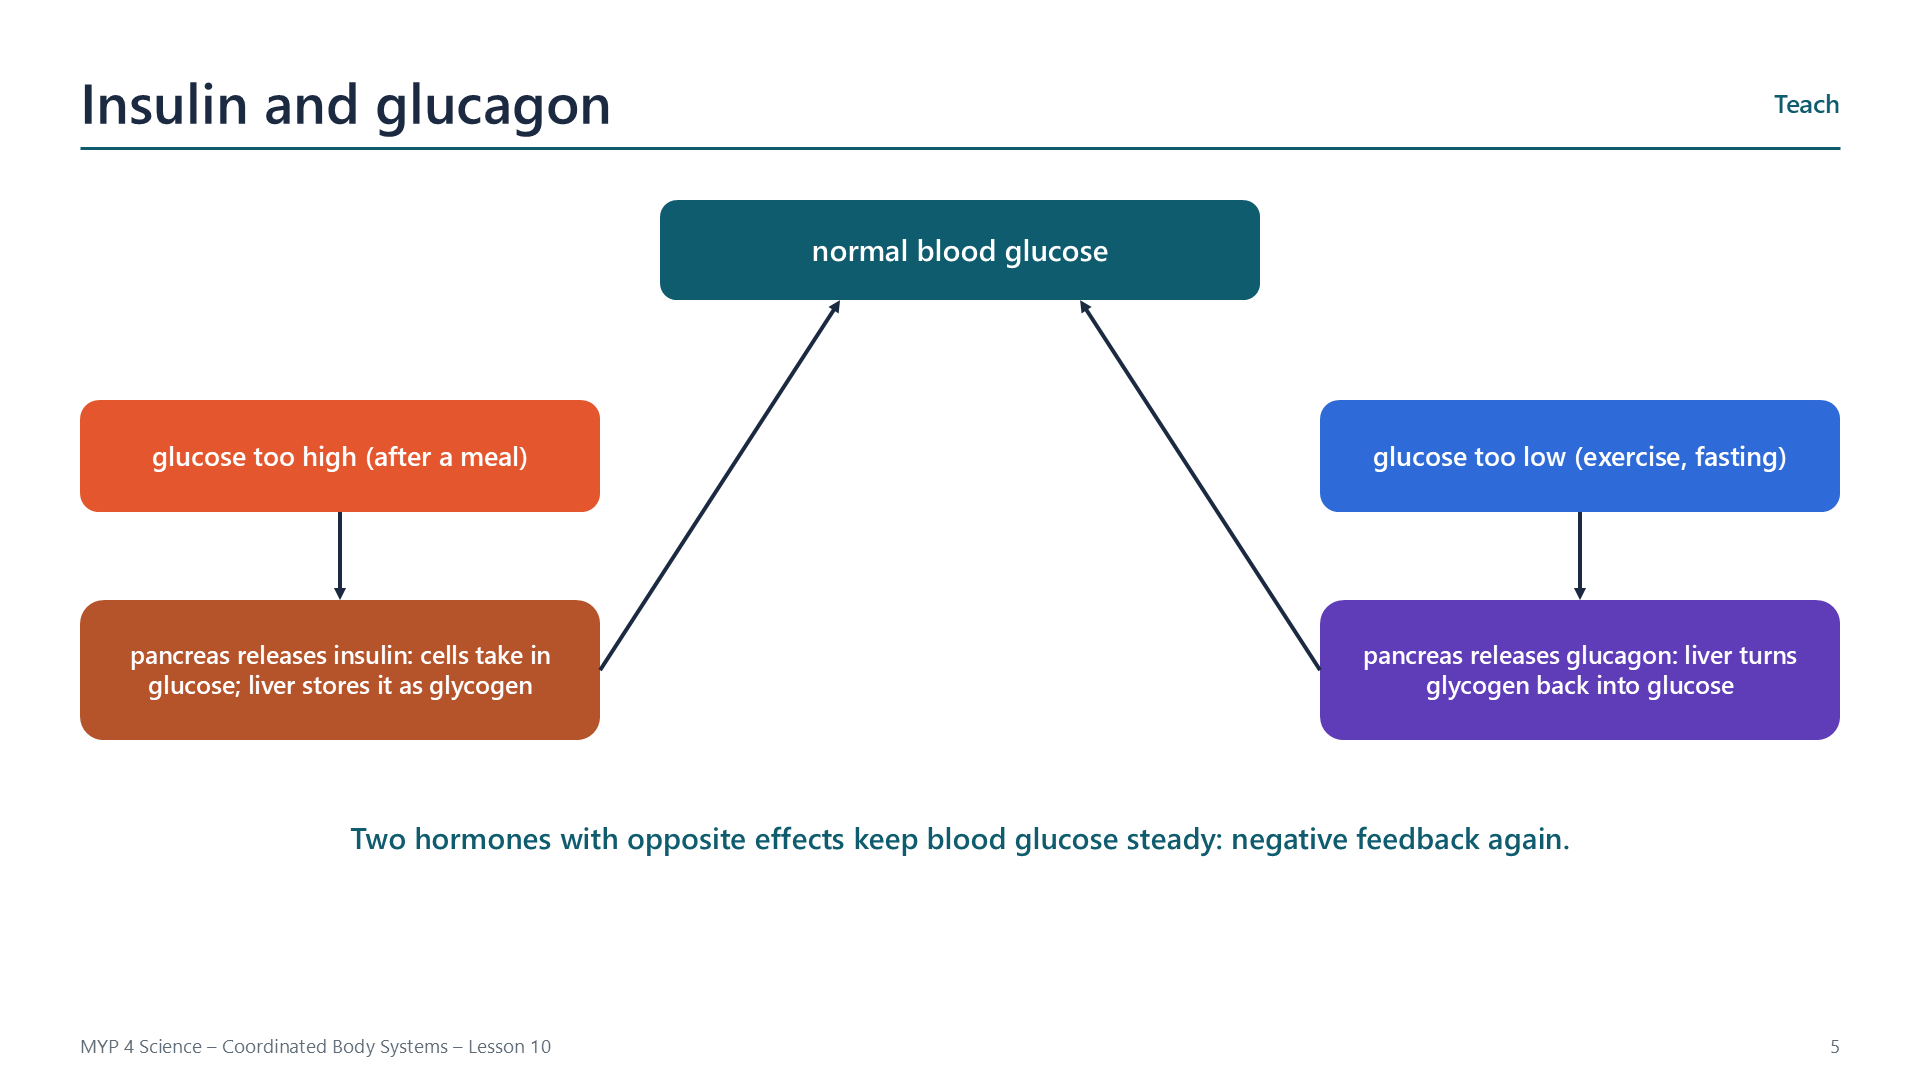 Insulin and glucagon
Teach
normal blood glucose
glucose too high (after a meal)
glucose too low (exercise, fasting)
pancreas releases insulin: cells take in
glucose; liver stores it as glycogen
pancreas releases glucagon: liver turns
glycogen back into glucose
Two hormones with opposite effects keep blood glucose steady: negative feedback again.
MYP 4 Science – Coordinated Body Systems – Lesson 10
5